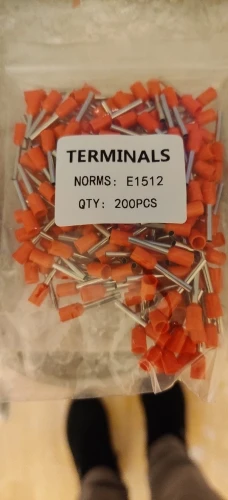 TERMINALS
NORMS: E1512
QTY: 200PCS